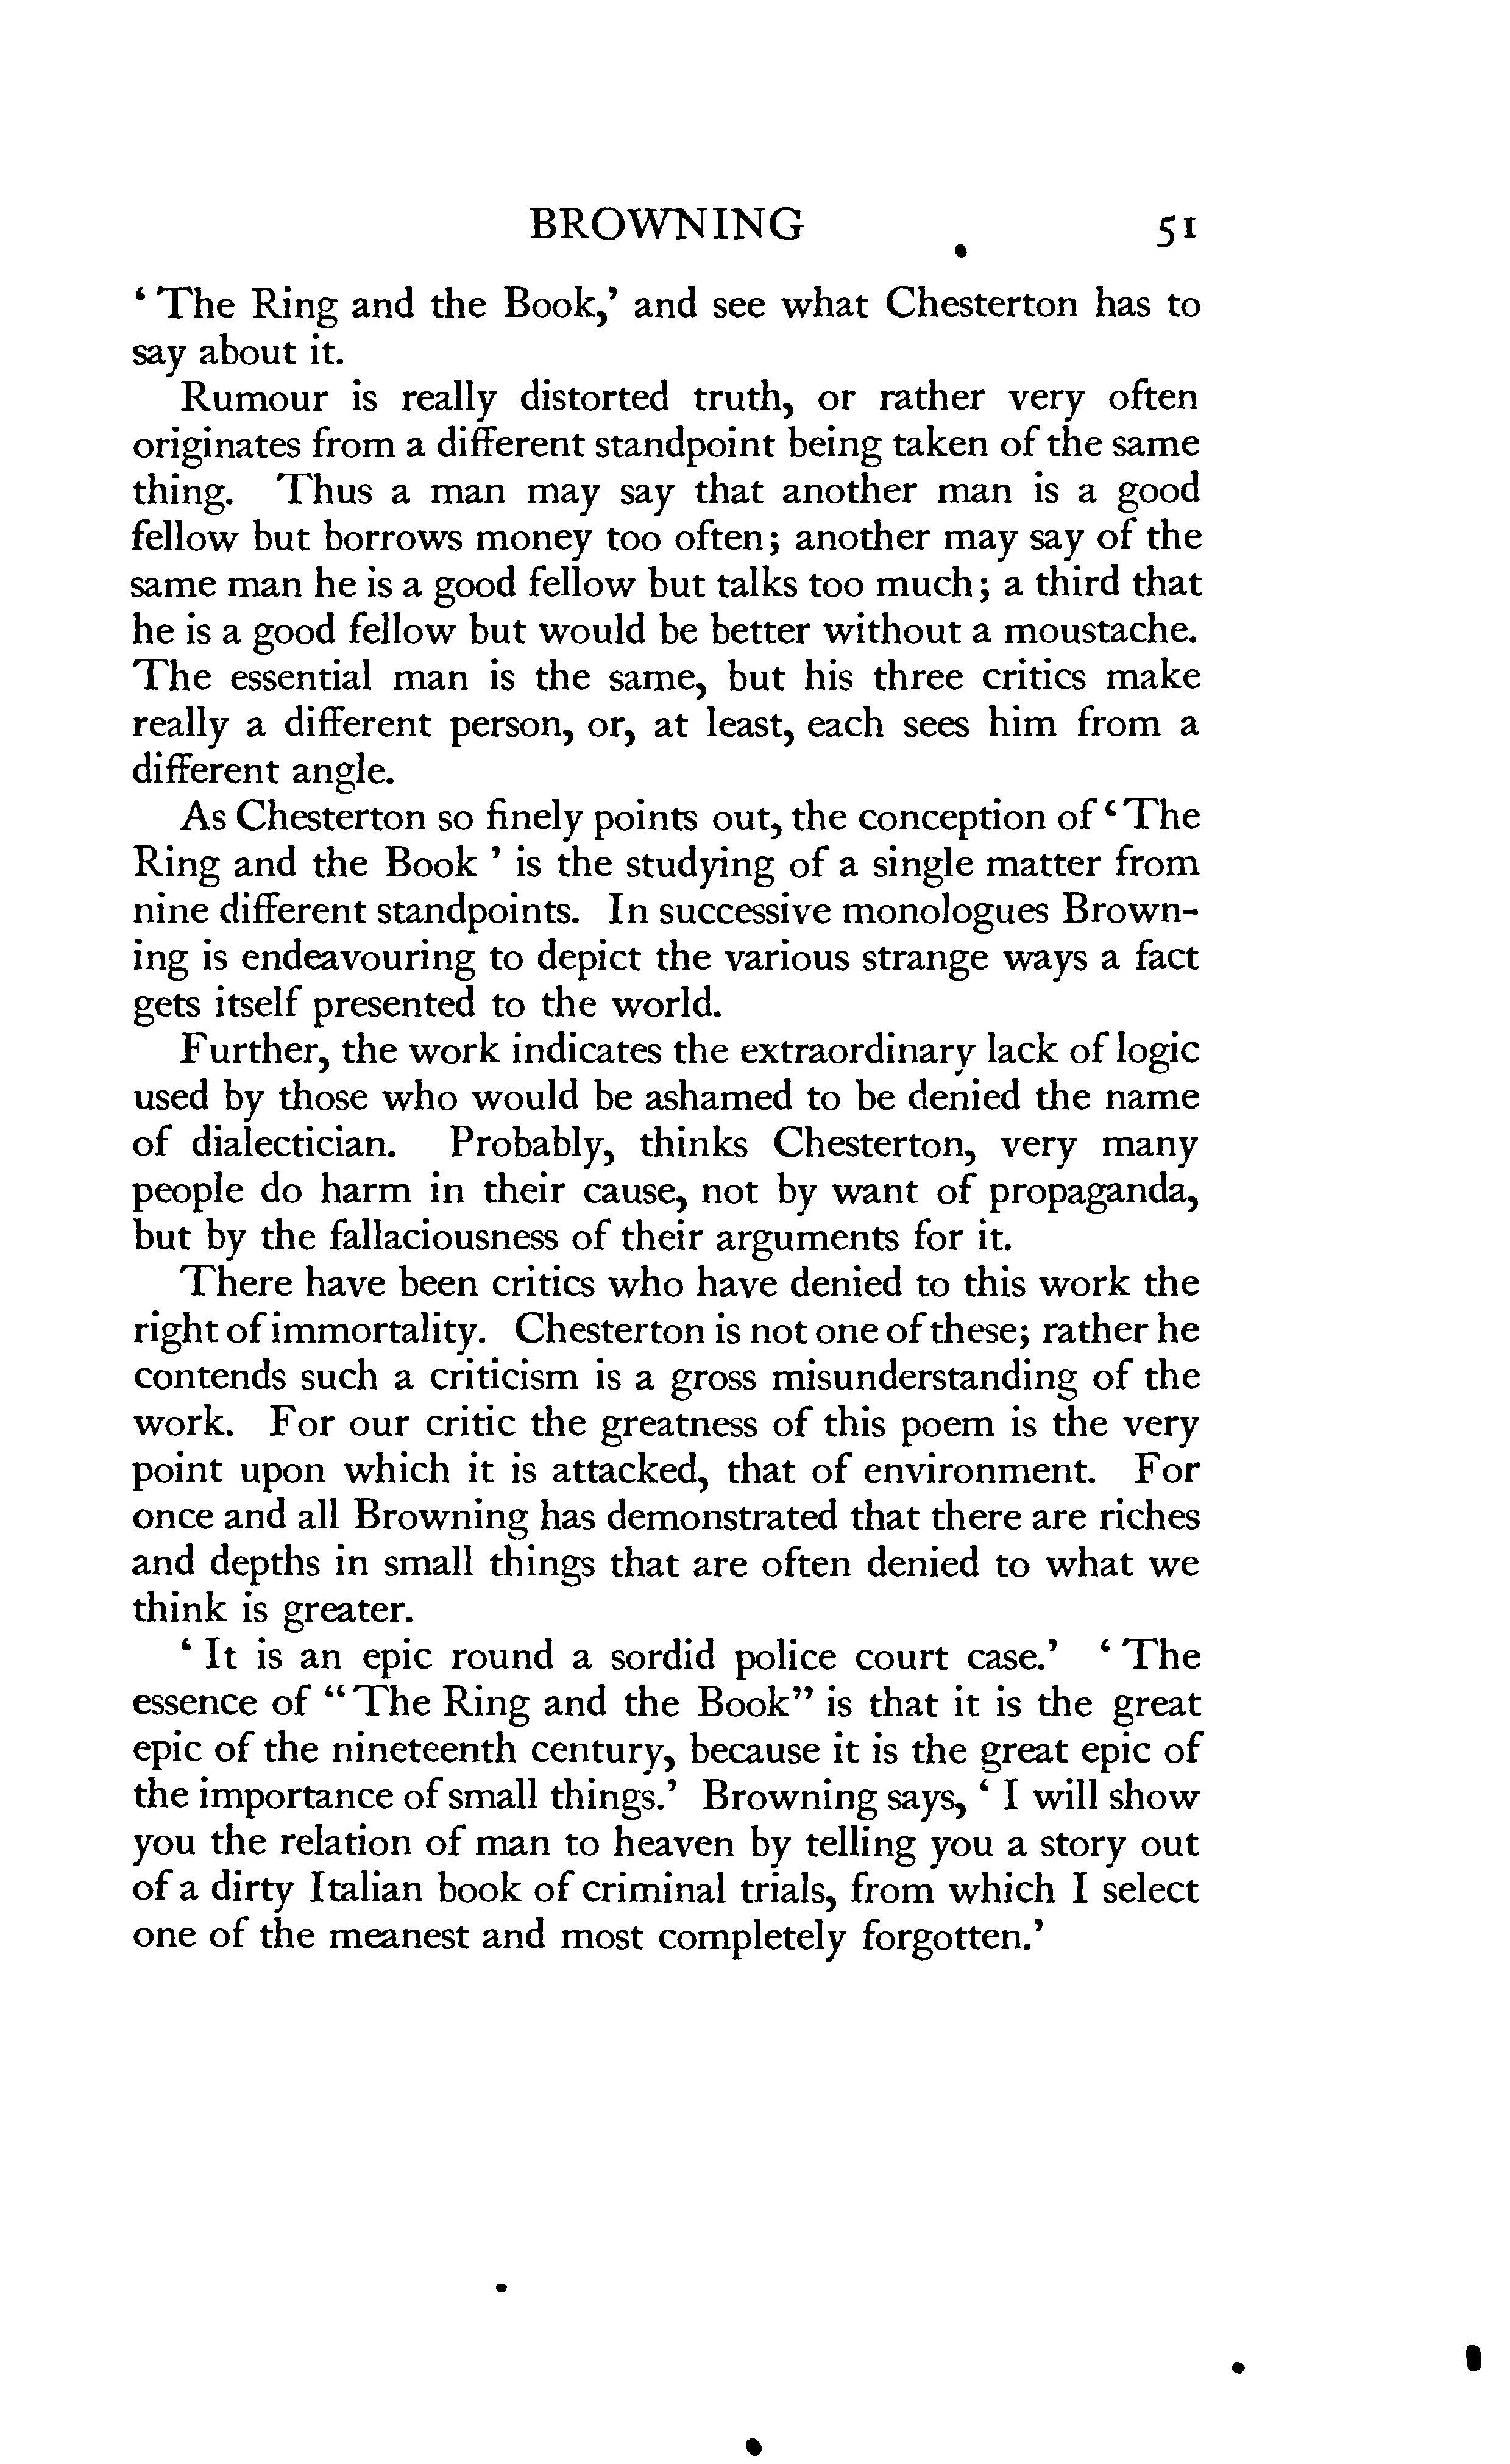 BROWNING 51
‘ The Ring and the Book,’ and see what Chesterton has to
say about it.
Rumour is really distorted truth, or rather very often
originates from a different standpoint being taken of the same
thing. Thus a man may say that another man is a good
fellow but borrows money too often; another may say of the
same man he is a good fellow but talks too much; a third that
he is a good fellow but would be better without a moustache.
The essential man is the same, but his three critics make
really a different person, or, at least, each sees him from a
different angle.
As Chesterton so finely points out, the conception of ‘ The
Ring and the Book ’ is the studying of a single matter from
nine different standpoints. In successive monologues Brown-
ing is endeavouring to depict the various strange ways a fact
gets itself presented to the world.
Further, the work indicates the extraordinary lack of logic
used by those who would be ashamed to be denied the name
of dialectician. Probably, thinks Chesterton, very many
people do harm in their cause, not by want of propaganda,
but by the fallaciousness of their arguments for it.
There have been critics who have denied to this work the
right of immortality. Chesterton is not one of these; rather he
contends such a criticism is a gross misunderstanding of the
work. For our critic the greatness of this poem is the very
point upon which it is attacked, that of environment. For
once and all Browning has demonstrated that there are riches
and depths in small things that are often denied to what we
think is greater.
‘ It is an epic round a sordid police court case.’ ‘ The
essence of “The Ring and the Book” is that it is the great
epic of the nineteenth century, because it is the great epic of
the importance of small things.’ Browning says, ‘ I will show
you the relation of man to heaven by telling you a story out
of a dirty Italian book of criminal trials, from which I select
one of the meanest and most completely forgotten.’